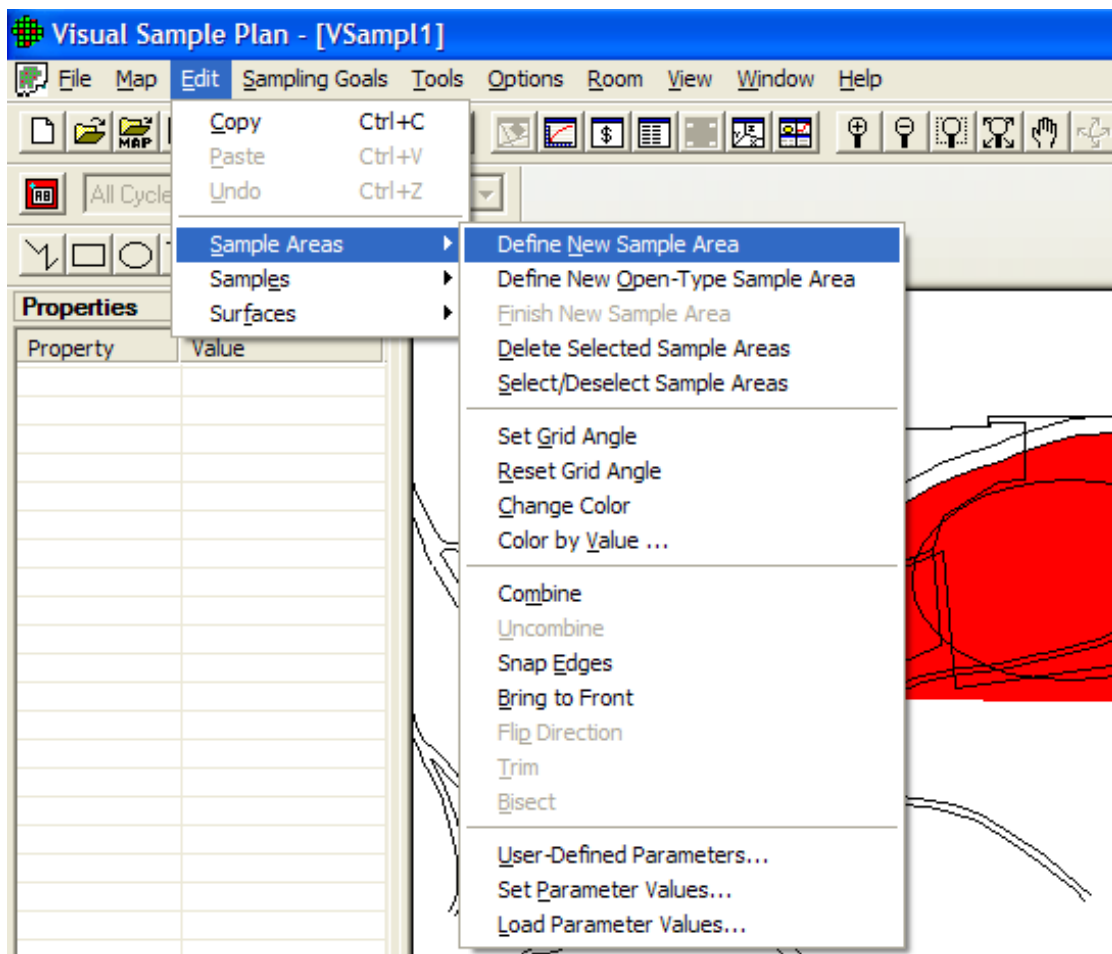 Visual Sample Plan - [VSampl1]
File Map Edit Sampling Goals Tools Options Room View Window Help
MAP $
Copy Ctrl+C
Paste Ctrl+V
Undo Ctrl+Z
AB All Cycle
Sample Areas
Samples
Surfaces
Properties
Property Value
Define New Sample Area
Define New Open-Type Sample Area
Finish New Sample Area
Delete Selected Sample Areas
Select/Deselect Sample Areas
Set Grid Angle
Reset Grid Angle
Change Color
Color by Value ...
Combine
Uncombine
Snap Edges
Bring to Front
Flip Direction
Trim
Bisect
User-Defined Parameters...
Set Parameter Values...
Load Parameter Values...